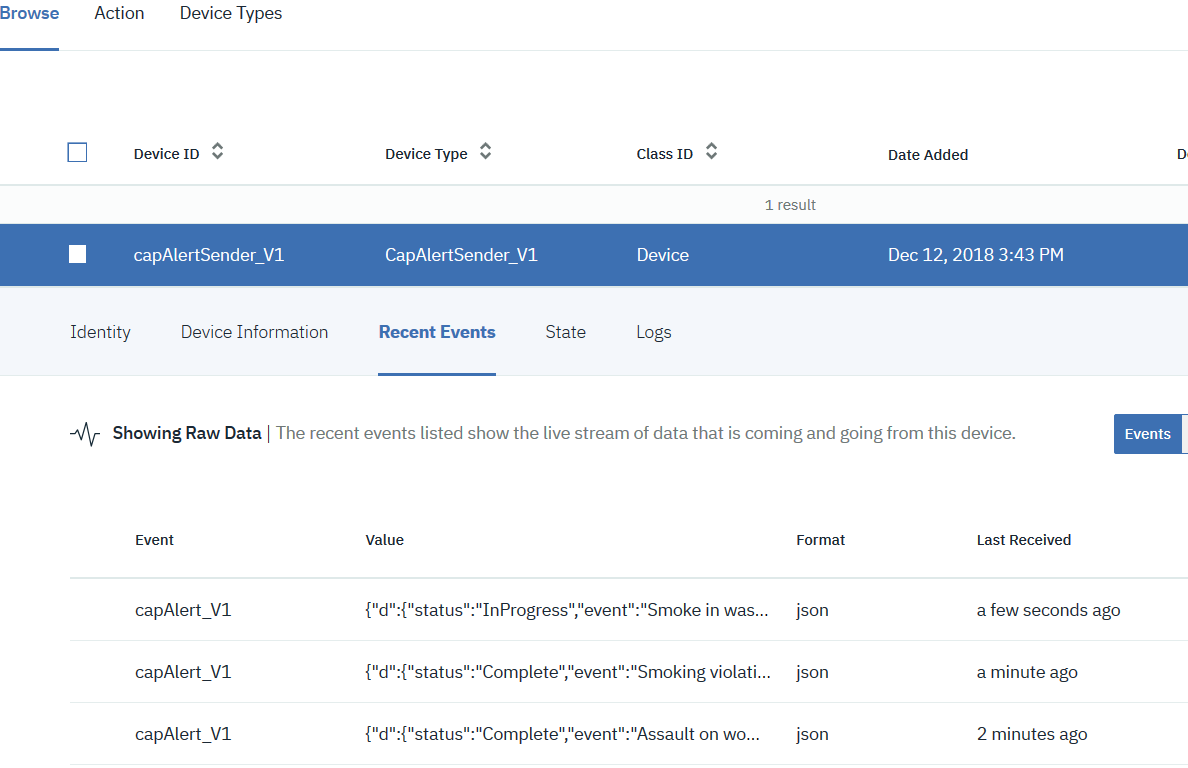 Browse Action Device Types
Device ID Device Type Class ID Date Added
1 result
capAlertSender_V1 CapAlertSender_V1 Device Dec 12, 2018 3:43 PM
Identity Device Information Recent Events State Logs
Showing Raw Data | The recent events listed show the live stream of data that is coming and going from this device. Events
Event Value Format Last Received
capAlert_V1 {"d":{"status":"InProgress","event":"Smoke in was... json a few seconds ago
capAlert_V1 {"d":{"status":"Complete","event":"Smoking violati... json a minute ago
capAlert_V1 {"d":{"status":"Complete","event":"Assault on wo... json 2 minutes ago